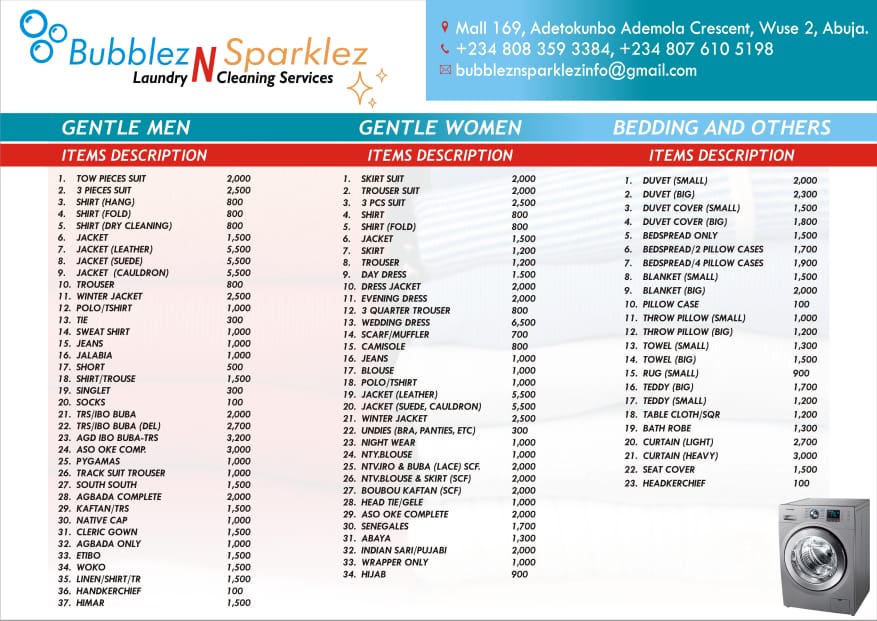 Bubblez N Sparklez
Laundry Cleaning Services
Mall 169, Adetokunbo Ademola Crescent, Wuse 2, Abuja.
+234 808 359 3384, +234 807 610 5198
bubbleznsparklezinfo@gmail.com
GENTLE MEN
ITEMS DESCRIPTION
1. TOW PIECES SUIT 2,000
2. 3 PIECES SUIT 2,500
3. SHIRT (HANG) 800
4. SHIRT (FOLD) 800
5. SHIRT (DRY CLEANING) 800
6. JACKET 1,500
7. JACKET (LEATHER) 5,500
8. JACKET (SUEDE) 5,500
9. JACKET (CAULDRON) 5,500
10. TROUSER 800
11. WINTER JACKET 2,500
12. POLO/TSHIRT 1,000
13. TIE 300
14. SWEAT SHIRT 1,000
15. JEANS 1,000
16. JALABIA 1,000
17. SHORT 500
18. SHIRT/TROUSE 1,500
19. SINGLET 300
20. SOCKS 100
21. TRS/IBO BUBA 2,000
22. TRS/IBO BUBA (DEL) 2,700
23. AGD IBO BUBA-TRS 3,200
24. ASO OKE COMP. 3,000
25. PYGAMAS 1,000
26. TRACK SUIT TROUSER 1,000
27. SOUTH SOUTH 1,500
28. AGBADA COMPLETE 2,000
29. KAFTAN/TRS 1,500
30. NATIVE CAP 1,000
31. CLERIC GOWN 1,500
32. AGBADA ONLY 1,000
33. ETIBO 1,500
34. WOKO 1,500
35. LINEN/SHIRT/TR 1,500
36. HANDKERCHIEF 100
37. HIMAR 1,500
GENTLE WOMEN
ITEMS DESCRIPTION
1. SKIRT SUIT 2,000
2. TROUSER SUIT 2,000
3. 3 PCS SUIT 2,500
4. SHIRT 800
5. SHIRT (FOLD) 800
6. JACKET 1,500
7. SKIRT 1,200
8. TROUSER 1,200
9. DAY DRESS 1.500
10. DRESS JACKET 2,000
11. EVENING DRESS 2,000
12. 3 QUARTER TROUSER 800
13. WEDDING DRESS 6,500
14. SCARF/MUFFLER 700
15. CAMISOLE 800
16. JEANS 1,000
17. BLOUSE 1,000
18. POLO/TSHIRT 1,000
19. JACKET (LEATHER) 5,500
20. JACKET (SUEDE, CAULDRON) 5,500
21. WINTER JACKET 2,500
22. UNDIES (BRA, PANTIES, ETC) 300
23. NIGHT WEAR 1,000
24. NTY.BLOUSE 1,000
25. NTV.IRO & BUBA (LACE) SCF. 2,000
26. NTV.BLOUSE & SKIRT (SCF) 2,000
27. BOUBOU KAFTAN (SCF) 2,000
28. HEAD TIE/GELE 1,000
29. ASO OKE COMPLETE 2,000
30. SENEGALES 1,700
31. ABAYA 1,300
32. INDIAN SARI/PUJABI 2,000
33. WRAPPER ONLY 1,000
34. HIJAB 900
BEDDING AND OTHERS
ITEMS DESCRIPTION
1. DUVET (SMALL) 2,000
2. DUVET (BIG) 2,300
3. DUVET COVER (SMALL) 1,500
4. DUVET COVER (BIG) 1,800
5. BEDSPREAD ONLY 1,500
6. BEDSPREAD/2 PILLOW CASES 1,700
7. BEDSPREAD/4 PILLOW CASES 1,900
8. BLANKET (SMALL) 1,500
9. BLANKET (BIG) 2,000
10. PILLOW CASE 100
11. THROW PILLOW (SMALL) 1,000
12. THROW PILLOW (BIG) 1,200
13. TOWEL (SMALL) 1,300
14. TOWEL (BIG) 1,500
15. RUG (SMALL) 900
16. TEDDY (BIG) 1,700
17. TEDDY (SMALL) 1,200
18. TABLE CLOTH/SQR 1,200
19. BATH ROBE 1,300
20. CURTAIN (LIGHT) 2,700
21. CURTAIN (HEAVY) 3,000
22. SEAT COVER 1,500
23. HEADKERCHIEF 100